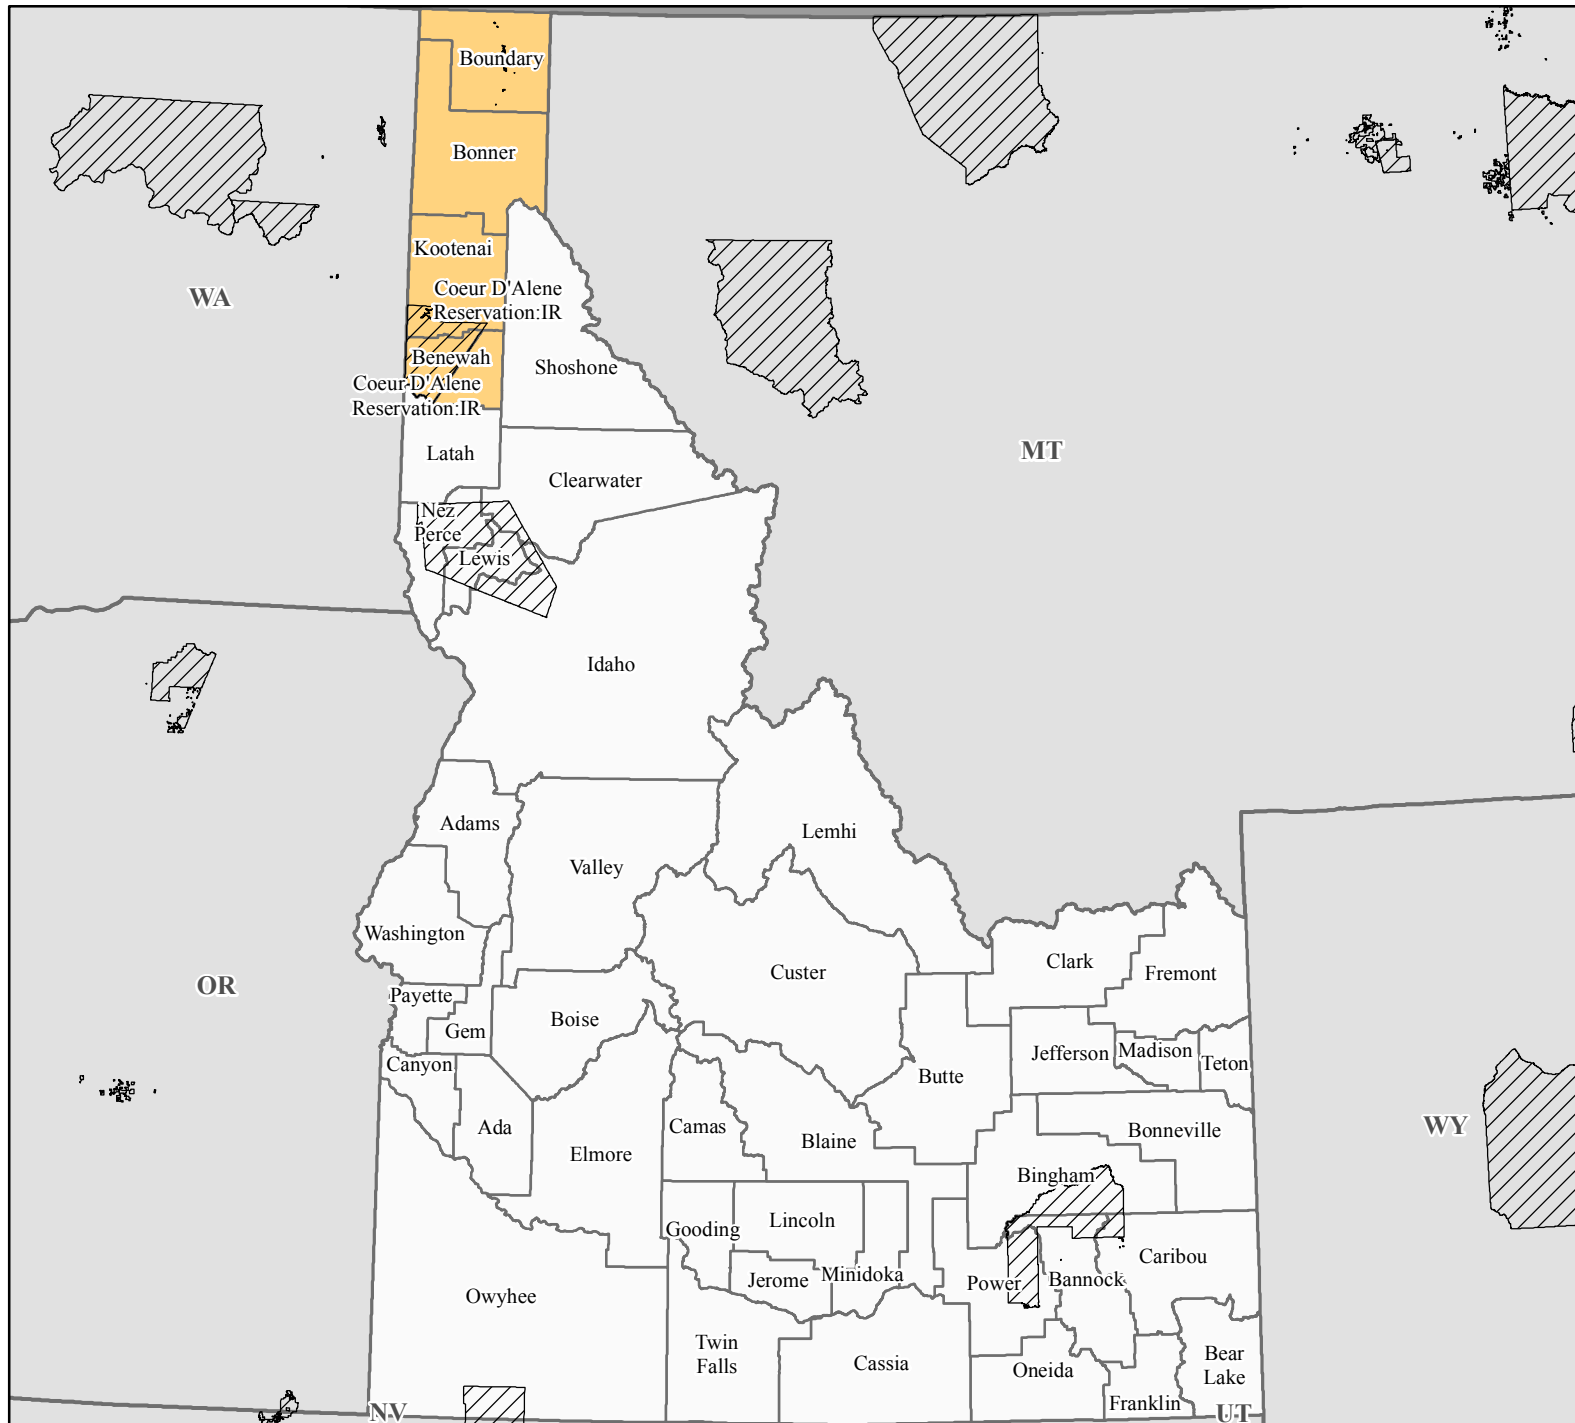 Boundary
Bonner
Kootenai
WA
Coeur D'Alene
Reservation:IR
Benewah
Shoshone
Coeur D'Alene
Reservation:IR
MT
Latah
Clearwater
Nez
Perce
Lewis
Idaho
Adams
Lemhi
Valley
Washington
Clark
Custer
Fremont
OR
Payette
Boise
Gem
Jefferson
Madison
Teton
Canyon
Butte
Ada
Camas
Blaine
Bonneville
WY
Elmore
Bingham
Gooding
Lincoln
Caribou
Jerome
Minidoka
Power
Bannock
Owyhee
Twin
Falls
Cassia
Oneida
Bear
Lake
Franklin
NV
UT